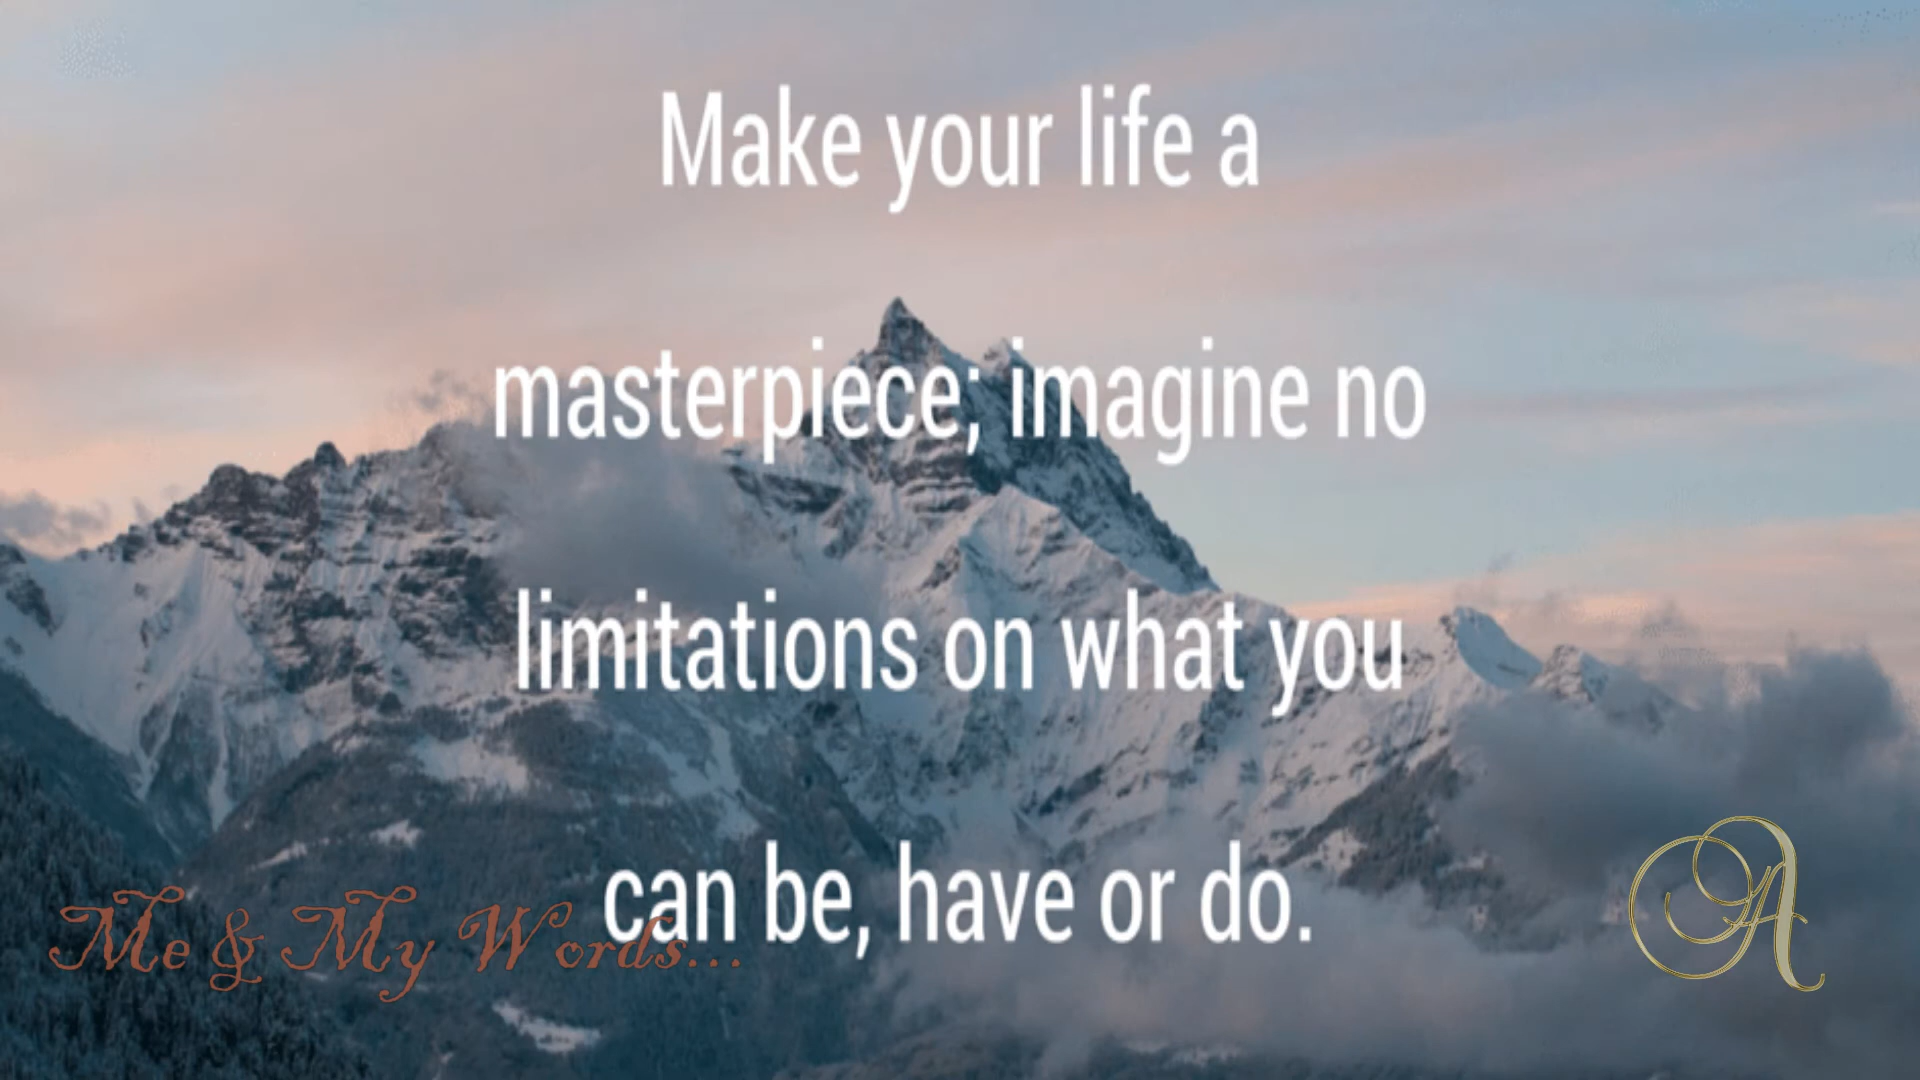 Make your life a
masterpiece; imagine no
limitations on what you
can be, have or do.
Me & My Words...
A